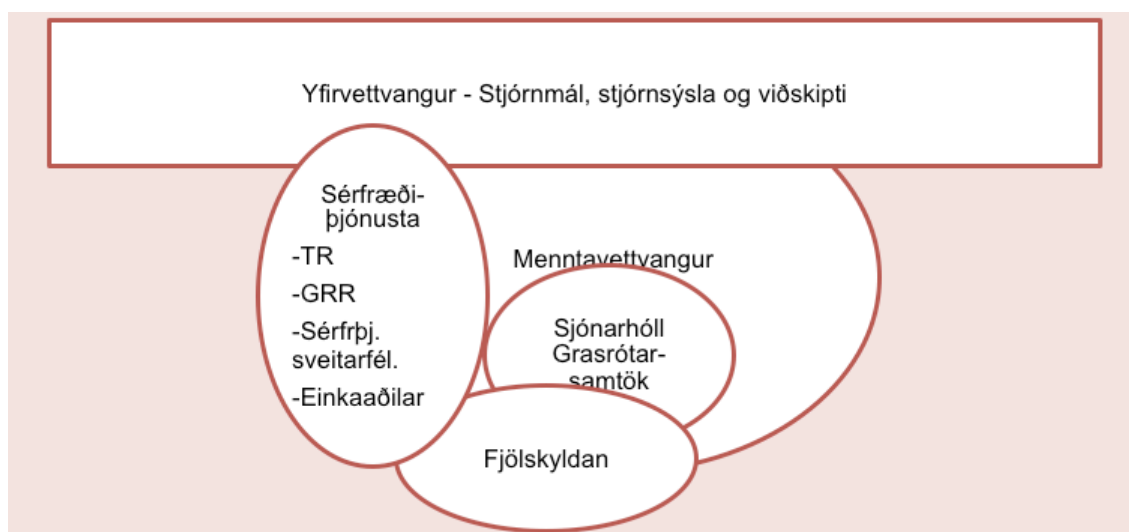 Yfirvettvangur - Stjórnmál, stjórnsýsla og viðskipti
Sérfræði-
þjónusta
-TR
-GRR
-Sérfrþj.
sveitarfél.
-Einkaaðilar
Menntavettvangur
Sjónarhóll
Grasrótar-
samtök
Fjölskyldan